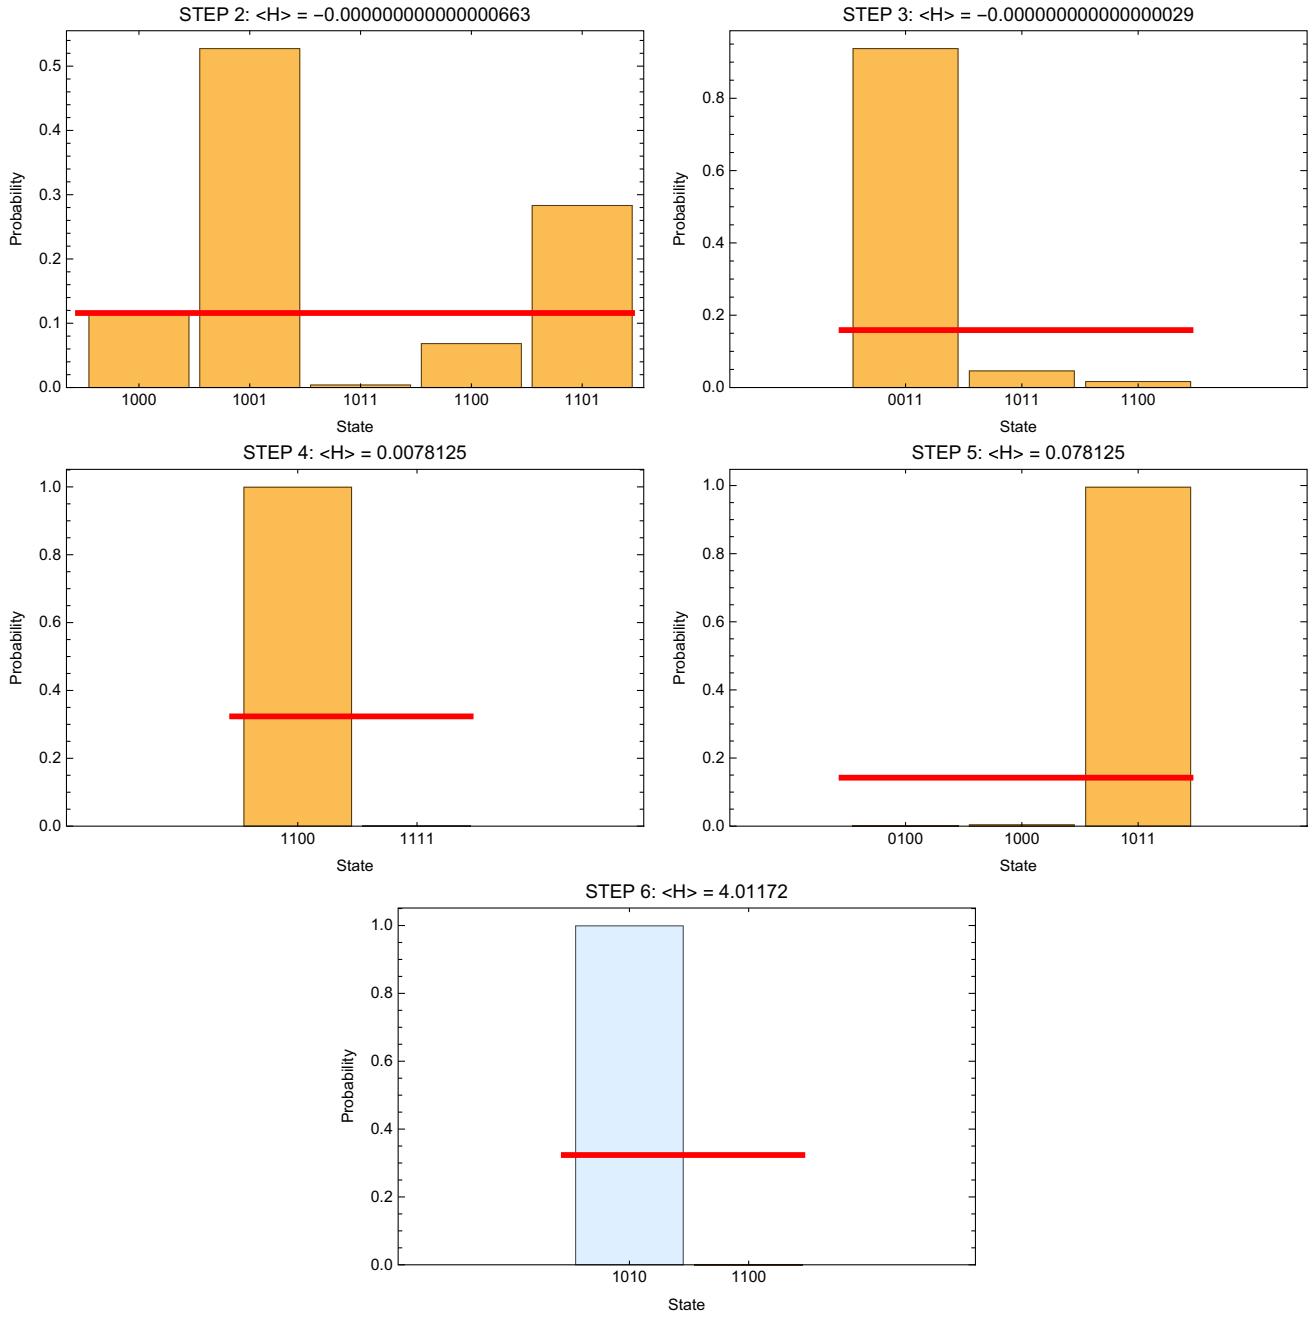 STEP 2: <H> = −0.000000000000000663
Probability
0.5
0.4
0.3
0.2
0.1
0.0
1000 1001 1011 1100 1101
State
STEP 3: <H> = −0.000000000000000029
Probability
0.8
0.6
0.4
0.2
0.0
0011 1011 1100
State
STEP 4: <H> = 0.0078125
Probability
1.0
0.8
0.6
0.4
0.2
0.0
1100 1111
State
STEP 5: <H> = 0.078125
Probability
1.0
0.8
0.6
0.4
0.2
0.0
0100 1000 1011
State
STEP 6: <H> = 4.01172
Probability
1.0
0.8
0.6
0.4
0.2
0.0
1010 1100
State